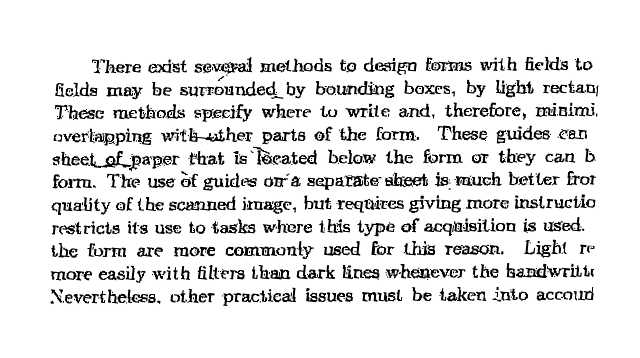 There exist several methods to design forms with fields to
fields may be surrounded by bounding boxes, by light rectan
These methods specify where to write and, therefore, minimi
overlapping with other parts of the form. These guides can
sheet of paper that is located below the form or they can b
form. The use of guides on a separate sheet is much better fror
quality of the scanned image, but requires giving more instructio
restricts its use to tasks where this type of acquisition is used.
the form are more commonly used for this reason. Light re
more easily with filters than dark lines whenever the handwritte
Nevertheless, other practical issues must be taken into accoun